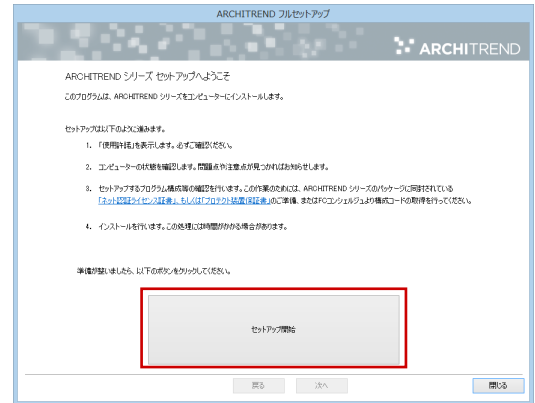 ARCHITREND フルセットアップ
ARCHITREND
ARCHITREND シリーズ セットアップへようこそ
このプログラムは、ARCHITREND シリーズをコンピューターにインストールします。
セットアップは以下のように進みます。
1. 「使用許諾」を表示します。必ずご確認ください。
2. コンピューターの状態を確認します。問題点や注意点が見つかればお知らせします。
3. セットアップするプログラム構成等の確認を行います。この作業のためには、ARCHITREND シリーズのパッケージに同封されている
「ネット認証ライセンス証書」、もしくは「プロテクト装置保証書」のご準備、またはFCコンシェルジュより構成コードの取得を行ってください。
4. インストールを行います。この処理には時間がかかる場合があります。
準備が整いましたら、以下のボタンをクリックしてください。
セットアップ開始
戻る 次へ 閉じる